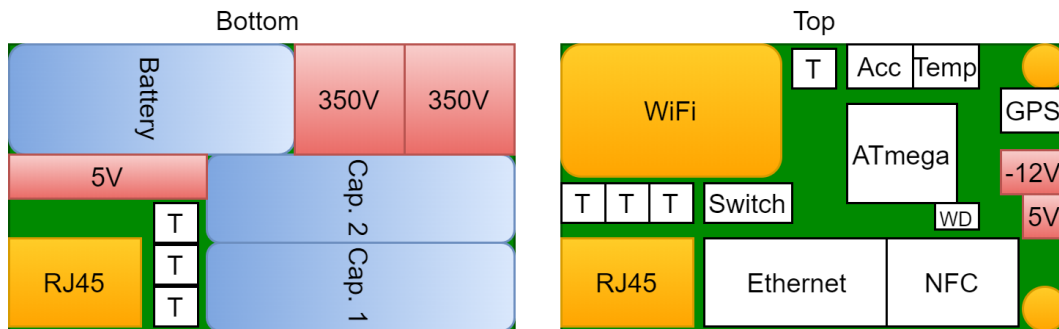 Bottom
Battery
350V
350V
5V
Cap. 2
T
T
T
RJ45
Cap. 1
Top
WiFi
T
Acc
Temp
GPS
ATmega
-12V
T
T
T
Switch
WD
5V
RJ45
Ethernet
NFC